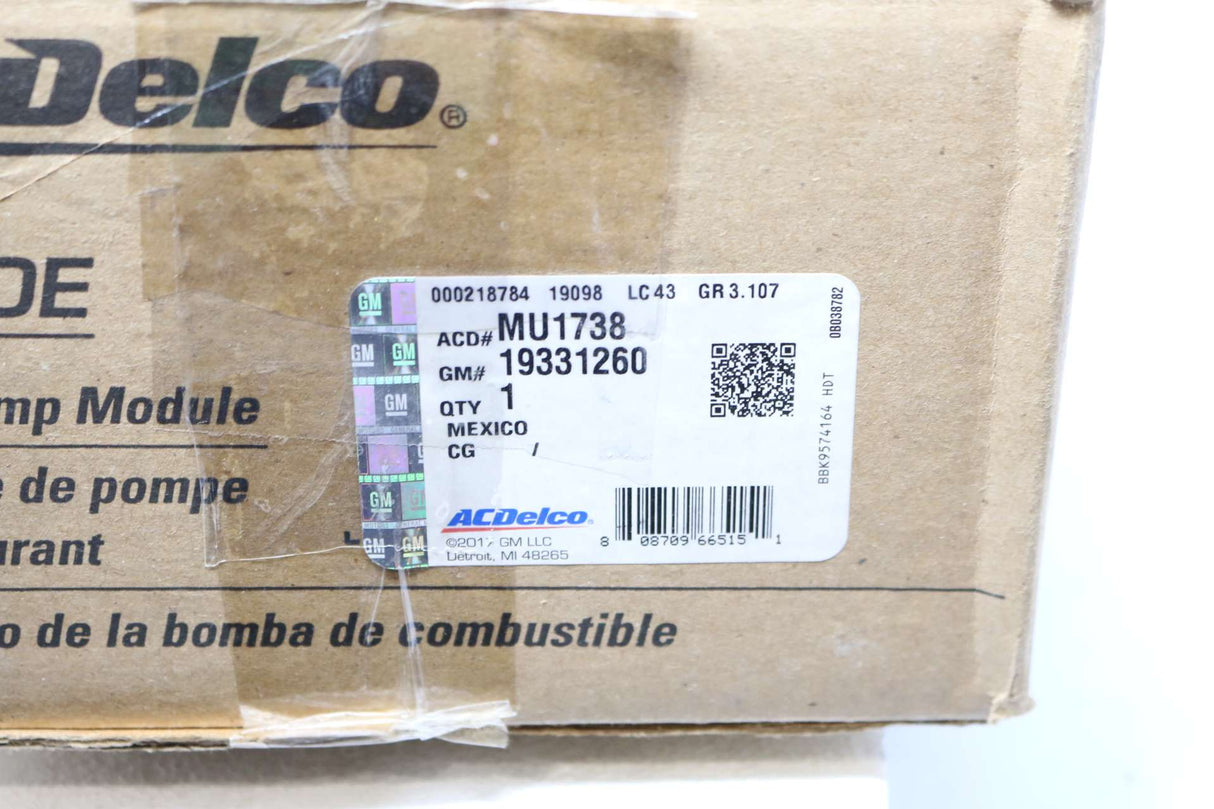 Delco®
DE
mp Module
e de pompe
urant
o de la bomba de combustible
000218784 19098 LC43 GR 3.107
ACD# MU1738
GM# 19331260
QTY 1
MEXICO
CG /
ACDelco
©2017 GM LLC
Detroit, MI 48265
8 08709 66515 1
0B038782
BBK9574164 HDT
GM
GM GM
GM
GM
GM GM